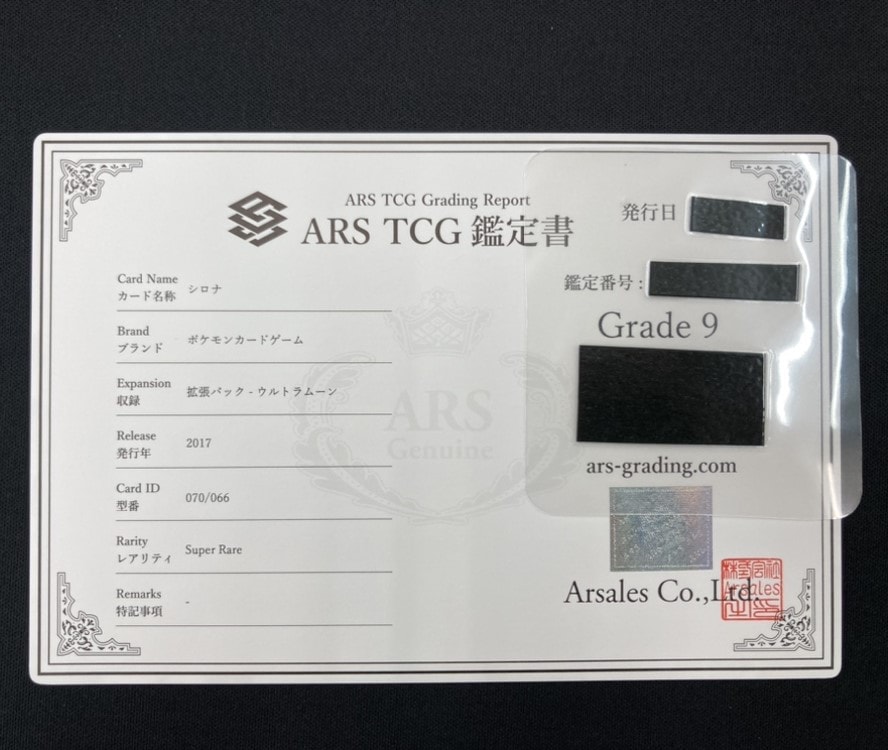 ARS TCG Grading Report
ARS TCG 鑑定書
発行日
鑑定番号 :
Grade 9
ars-grading.com
Arsales Co.,Ltd.
Arsales
Card Name
カード名称 シロナ
Brand
ブランド ポケモンカードゲーム
Expansion
収録 拡張パック - ウルトラムーン
Release
発行年 2017
Card ID
型番 070/066
Rarity
レアリティ Super Rare
Remarks
特記事項 -
ARS
Genuine